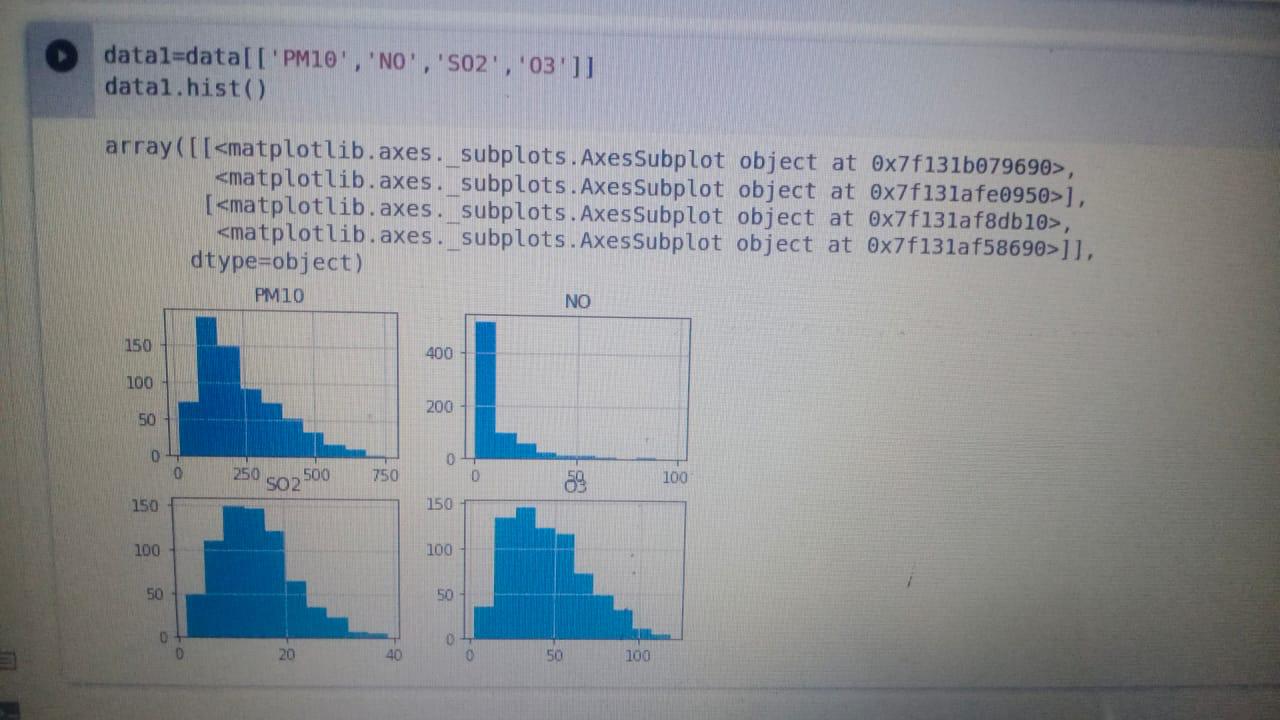 data1=data[['PM10','NO','SO2','O3']]
data1.hist()
array([[<matplotlib.axes._subplots.AxesSubplot object at 0x7f131b079690>,
<matplotlib.axes._subplots.AxesSubplot object at 0x7f131afe0950>],
[<matplotlib.axes._subplots.AxesSubplot object at 0x7f131af8db10>,
<matplotlib.axes._subplots.AxesSubplot object at 0x7f131af58690>]],
dtype=object)
PM10
150
100
50
0
0 250 500 750
NO
400
200
0
0 50 100
SO2
150
100
50
0
0 20 40
O3
150
100
50
0
0 50 100